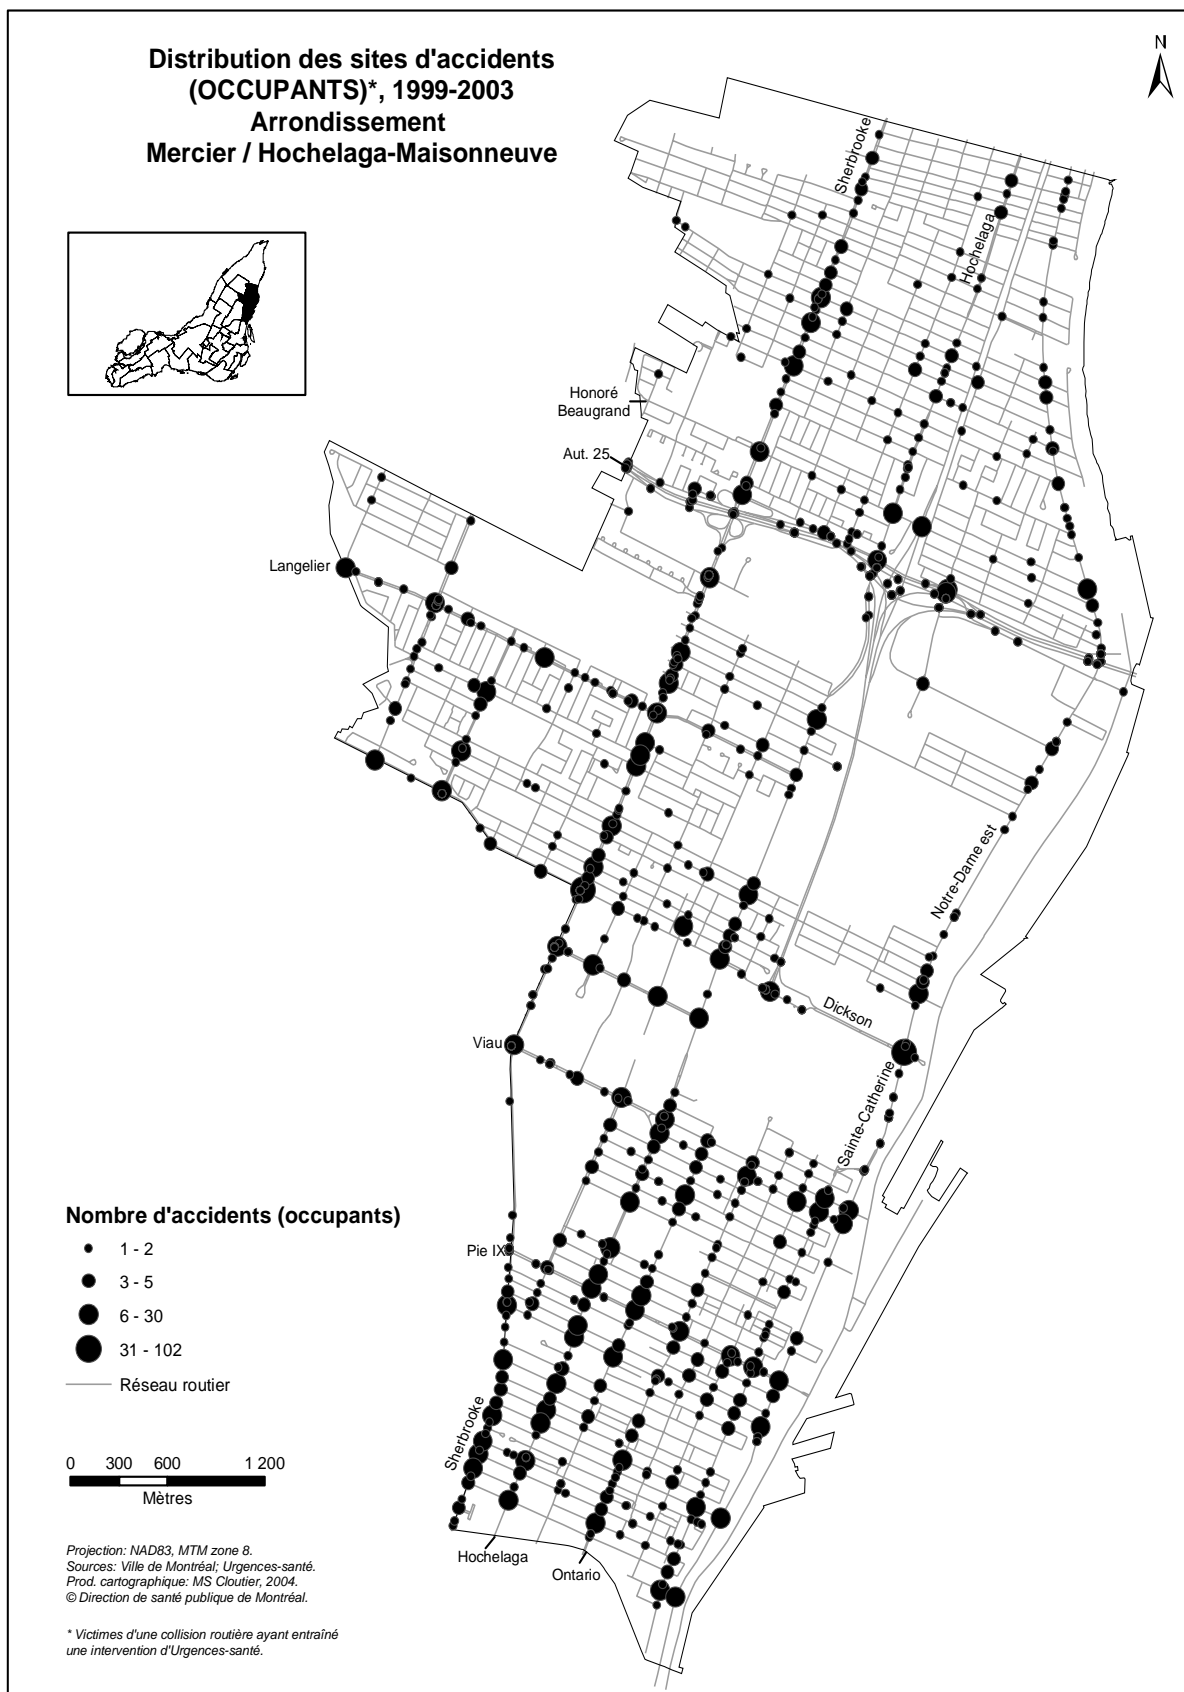 Distribution des sites d'accidents
(OCCUPANTS)*, 1999-2003
Arrondissement
Mercier / Hochelaga-Maisonneuve
N
Sherbrooke
Hochelaga
Honoré
Beaugrand
Aut. 25
Langelier
Notre-Dame est
Dickson
Viau
Sainte-Catherine
Pie IX
Nombre d'accidents (occupants)
1 - 2
3 - 5
6 - 30
31 - 102
Réseau routier
0 300 600 1 200
Mètres
Sherbrooke
Hochelaga
Ontario
Projection: NAD83, MTM zone 8.
Sources: Ville de Montréal; Urgences-santé.
Prod. cartographique: MS Cloutier, 2004.
© Direction de santé publique de Montréal.
* Victimes d'une collision routière ayant entraîné
une intervention d'Urgences-santé.